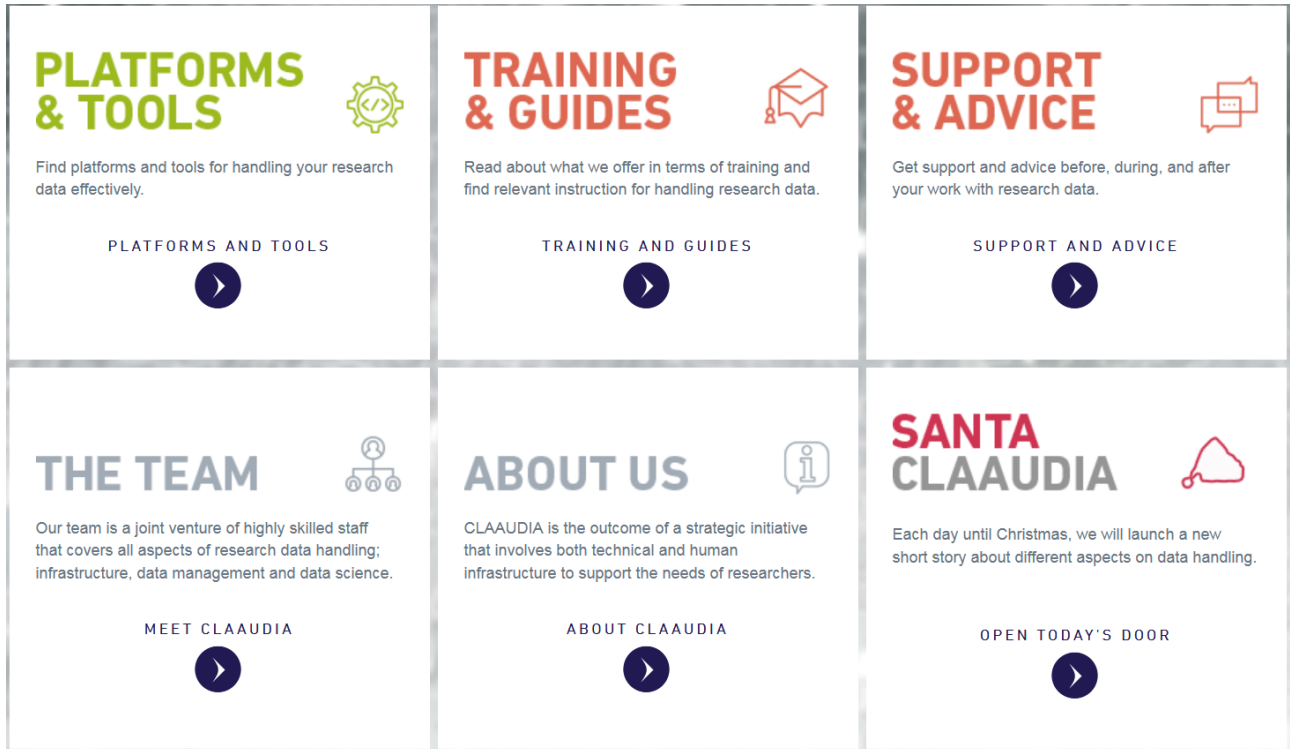 PLATFORMS
& TOOLS
Find platforms and tools for handling your research
data effectively.
PLATFORMS AND TOOLS
TRAINING
& GUIDES
Read about what we offer in terms of training and
find relevant instruction for handling research data.
TRAINING AND GUIDES
SUPPORT
& ADVICE
Get support and advice before, during, and after
your work with research data.
SUPPORT AND ADVICE
THE TEAM
Our team is a joint venture of highly skilled staff
that covers all aspects of research data handling;
infrastructure, data management and data science.
MEET CLAAUDIA
ABOUT US
CLAAUDIA is the outcome of a strategic initiative
that involves both technical and human
infrastructure to support the needs of researchers.
ABOUT CLAAUDIA
SANTA
CLAAUDIA
Each day until Christmas, we will launch a new
short story about different aspects on data handling.
OPEN TODAY'S DOOR